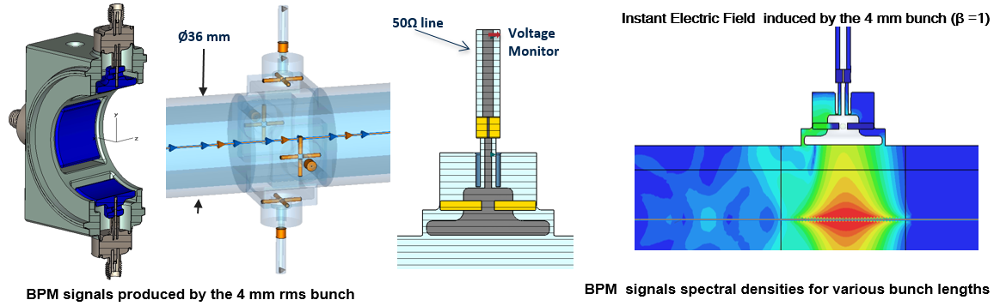 Ø36 mm
50Ω line
Voltage
Monitor
Instant Electric Field induced by the 4 mm bunch (β =1)
y
z
BPM signals produced by the 4 mm rms bunch
BPM signals spectral densities for various bunch lengths